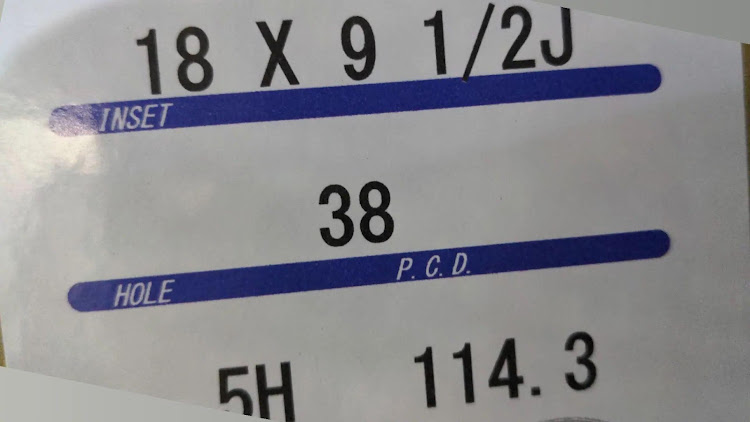 18 X 9 1/2J
INSET
38
HOLE P.C.D.
5H 114.3